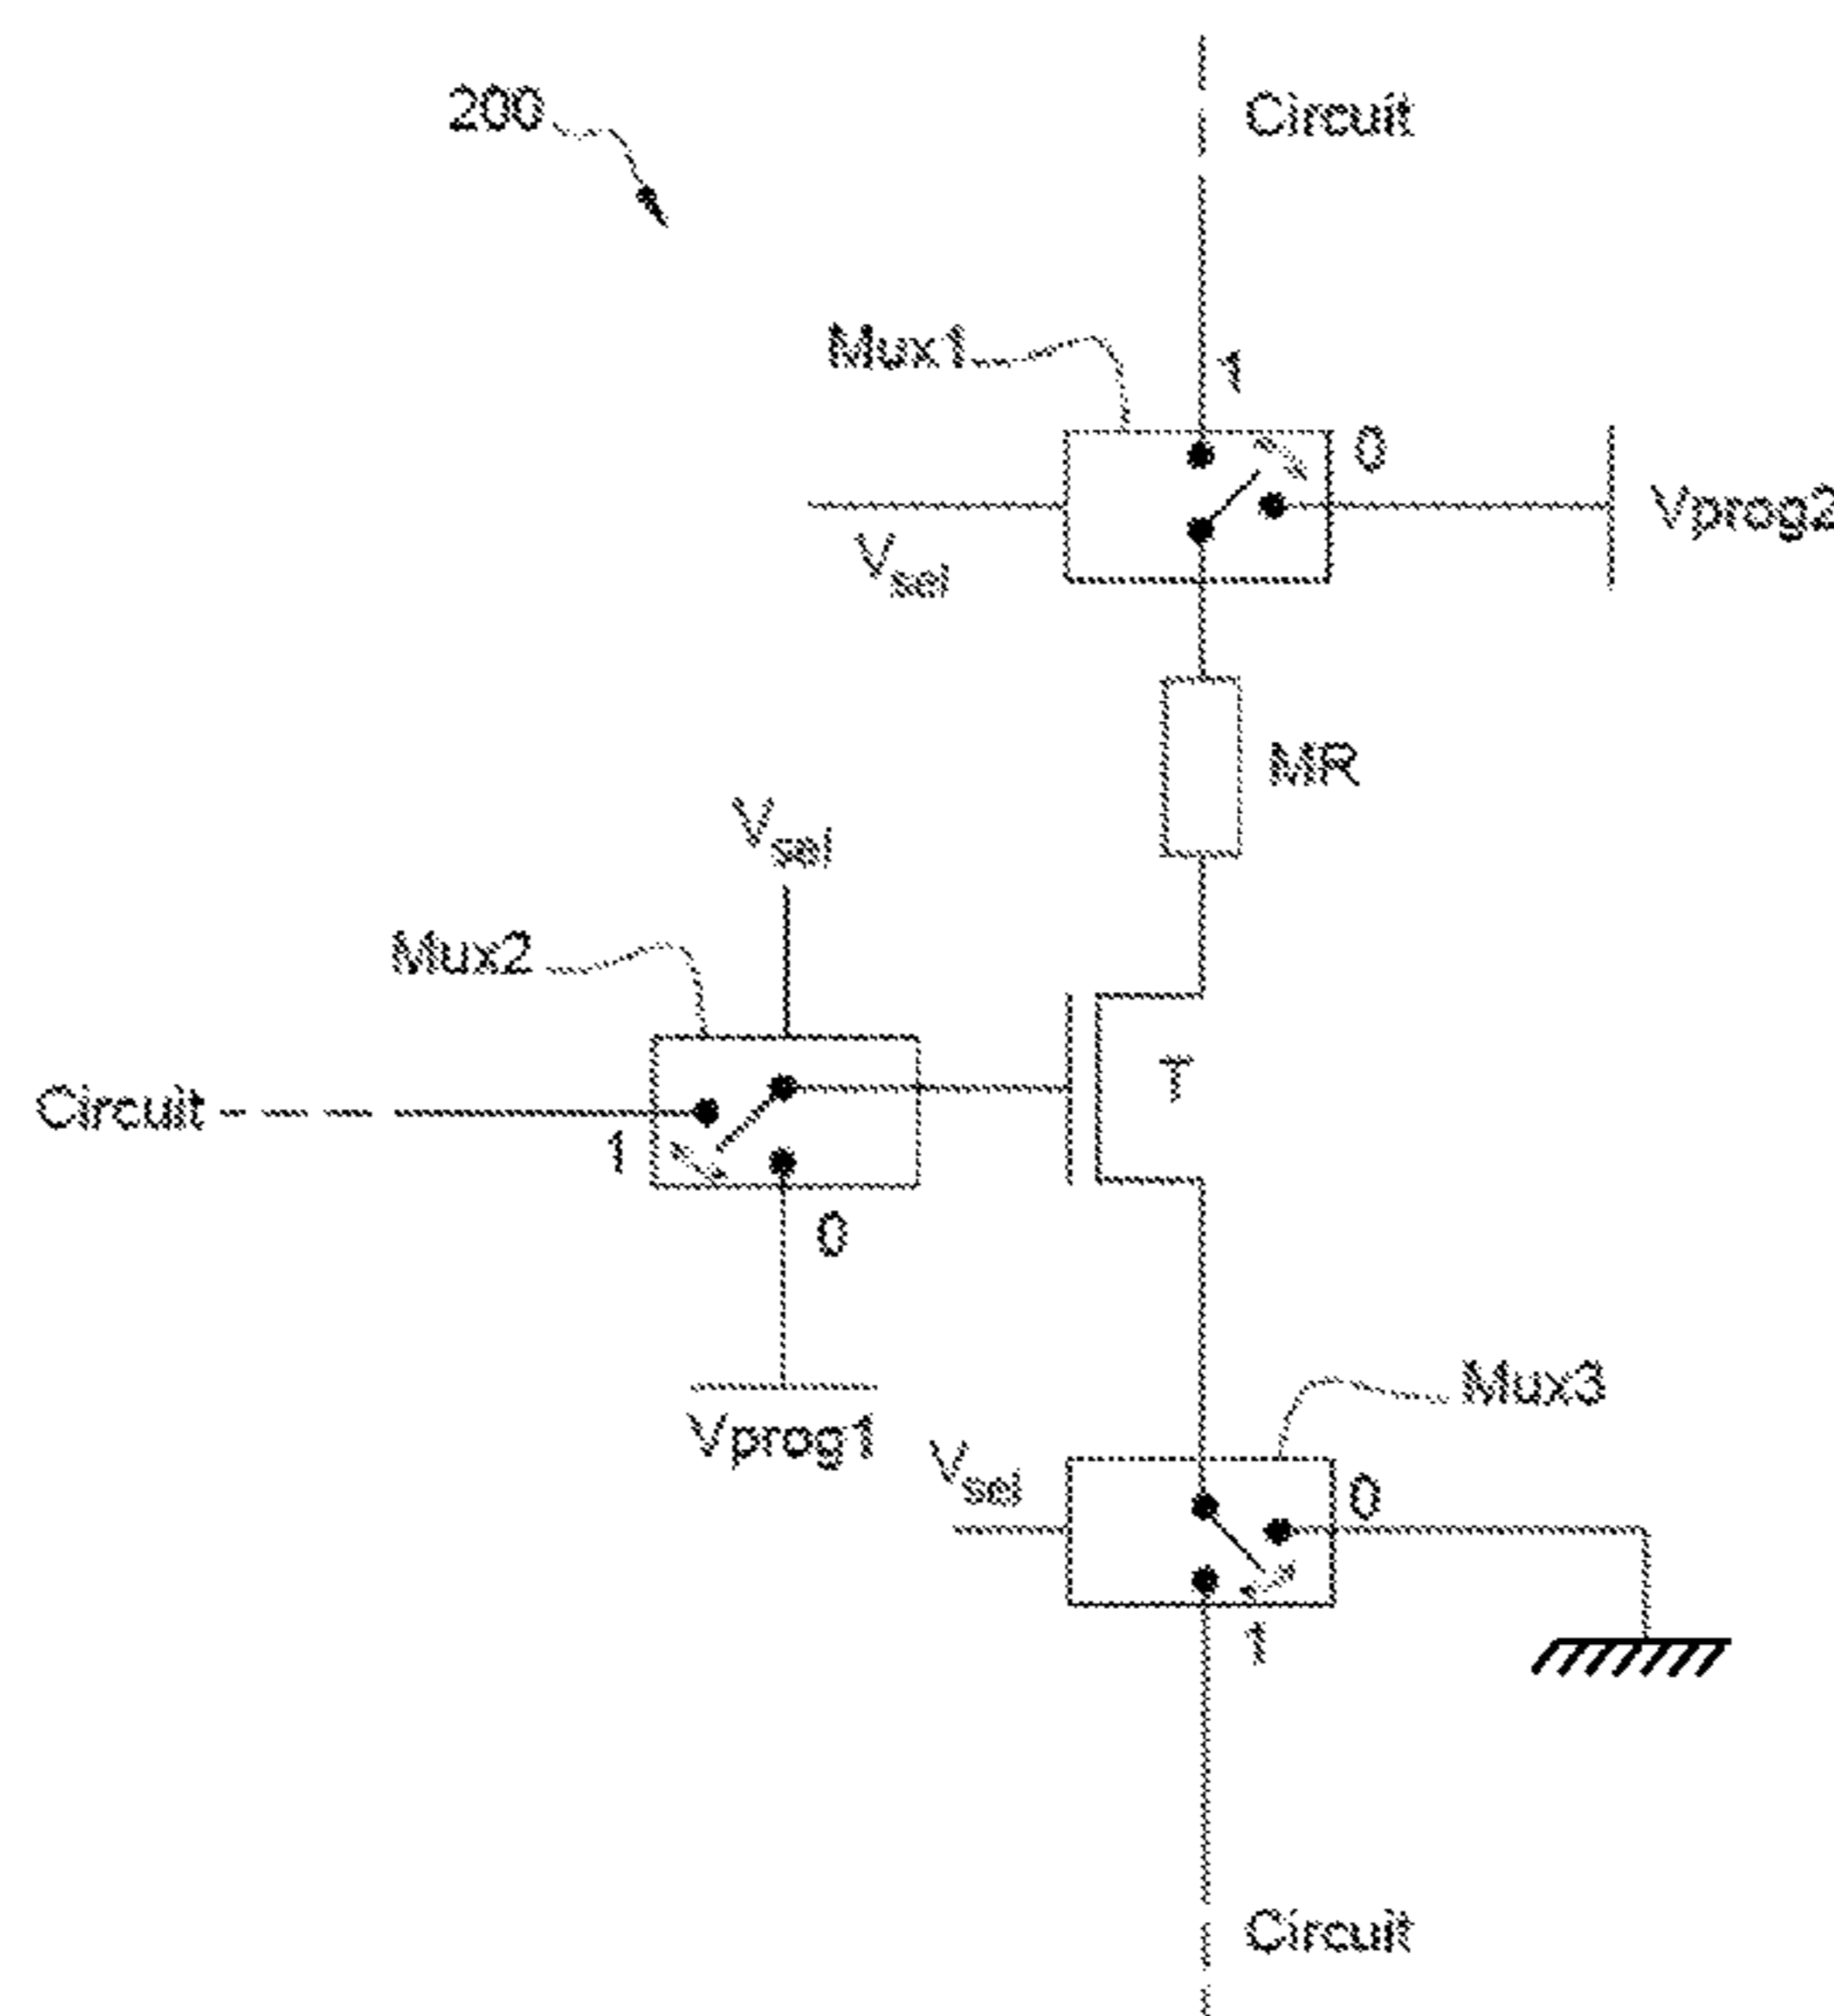 200
Circuit
Mux1
1
0
Vprog2
Vsel
MR
Vsel
Mux2
T
Circuit
1
0
Mux3
Vprog1
Vsel
0
1
Circuit